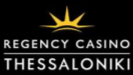 REGENCY CASINO
THESSALONIKI